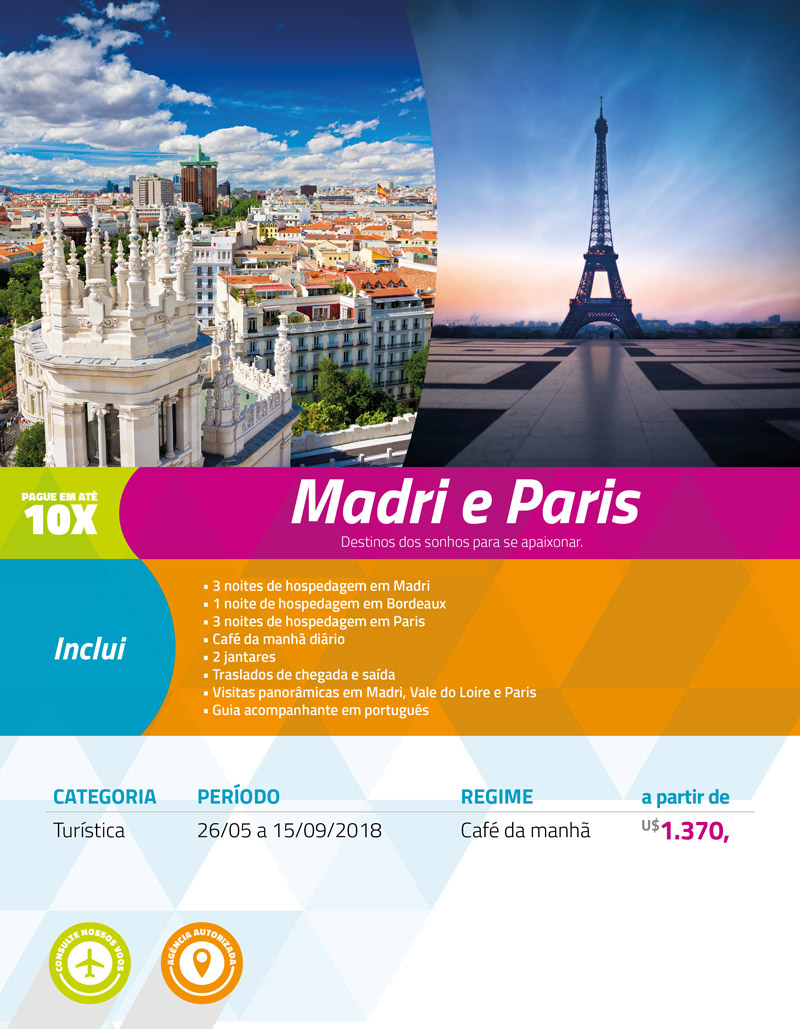 PAGUE EM ATÉ
10X
Madri e Paris
Destinos dos sonhos para se apaixonar.
Inclui
• 3 noites de hospedagem em Madri
• 1 noite de hospedagem em Bordeaux
• 3 noites de hospedagem em Paris
• Café da manhã diário
• 2 jantares
• Traslados de chegada e saída
• Visitas panorâmicas em Madri, Vale do Loire e Paris
• Guia acompanhante em português
CATEGORIA PERÍODO REGIME a partir de
Turística 26/05 a 15/09/2018 Café da manhã U$1.370,
CONSULTE NOSSOS VOOS
AGÊNCIA AUTORIZADA